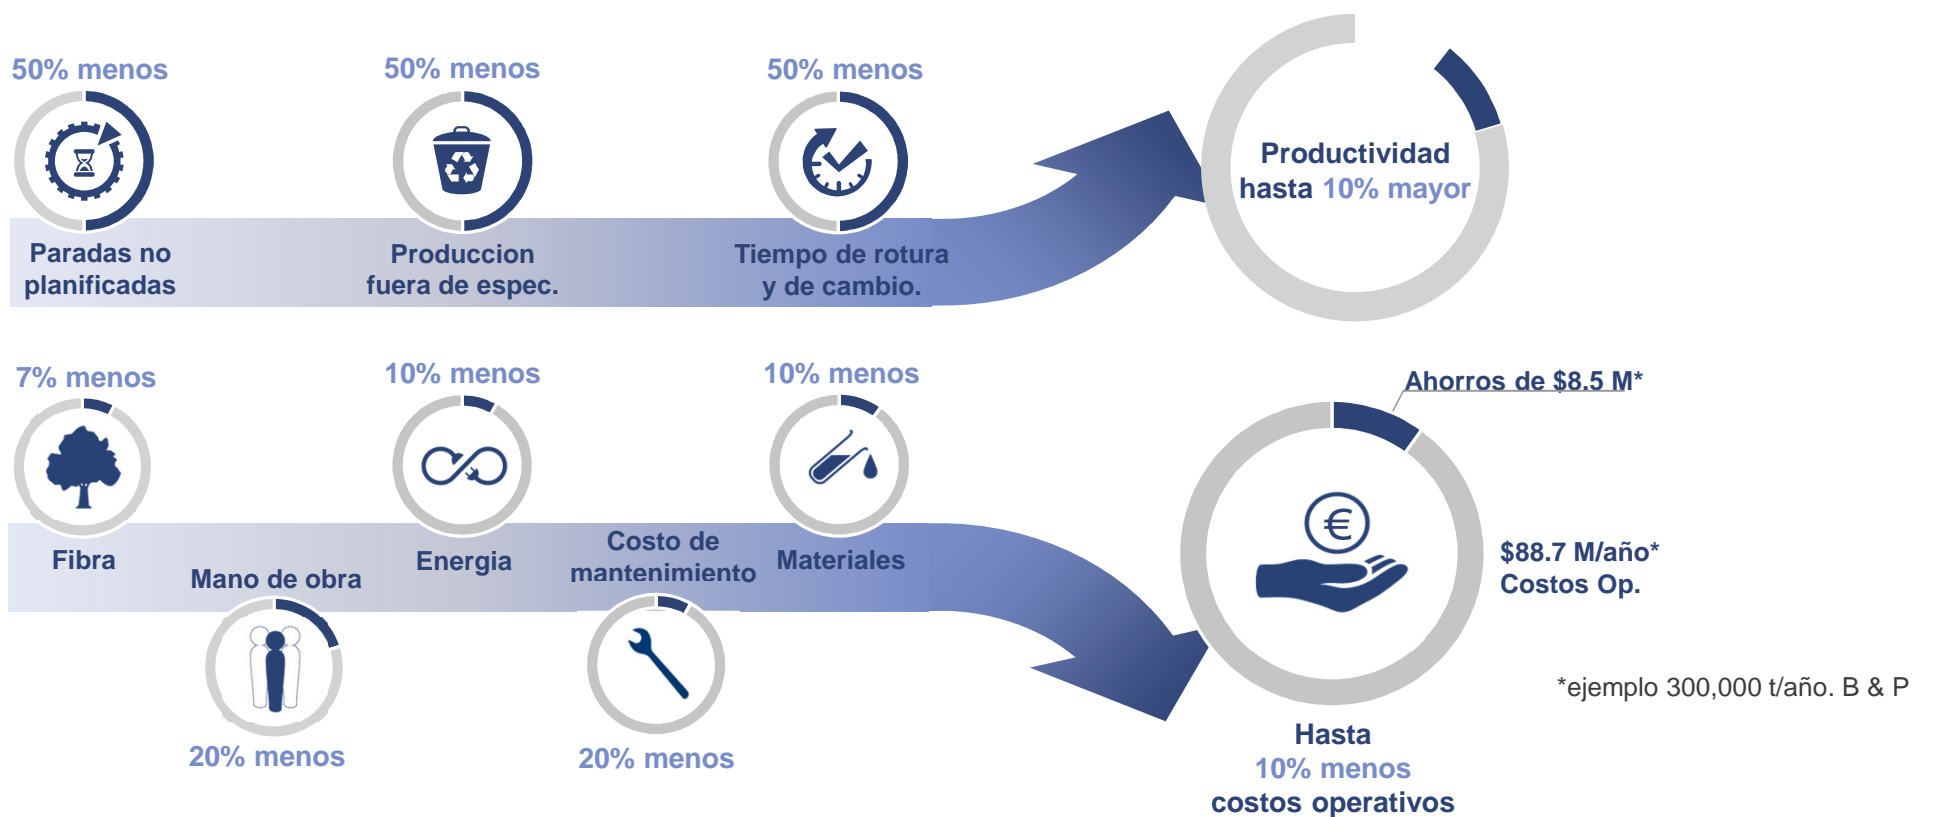 50% menos
Paradas no
planificadas
50% menos
Produccion
fuera de espec.
50% menos
Tiempo de rotura
y de cambio.
Productividad
hasta 10% mayor
7% menos
Fibra
Mano de obra
20% menos
10% menos
Energia
Costo de
mantenimiento
20% menos
10% menos
Materiales
Ahorros de $8.5 M*
€
$88.7 M/año*
Costos Op.
*ejemplo 300,000 t/año. B & P
Hasta
10% menos
costos operativos